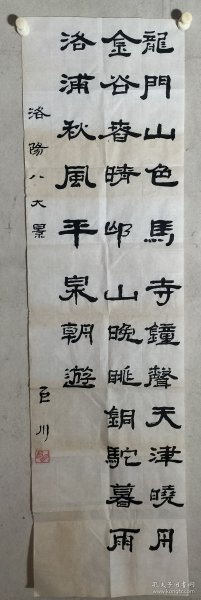 龍門山色馬寺鐘聲天津曉月
金谷春晴邙山晚眺銅駝暮雨
洛浦秋風平泉朝遊
洛陽八大景
巨川